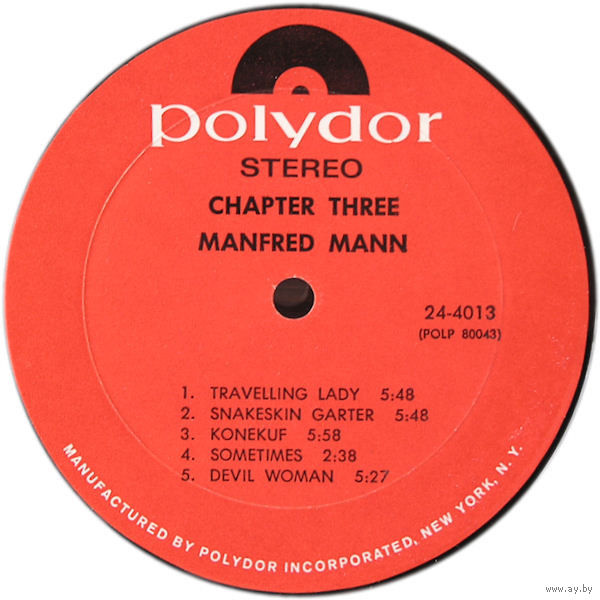 polydor
STEREO
CHAPTER THREE
MANFRED MANN
24-4013
(POLP 80043)
1. TRAVELLING LADY 5:48
2. SNAKESKIN GARTER 5:48
3. KONEKUF 5:58
4. SOMETIMES 2:38
5. DEVIL WOMAN 5:27
MANUFACTURED BY POLYDOR INCORPORATED, NEW YORK, N. Y.
www.ay.by